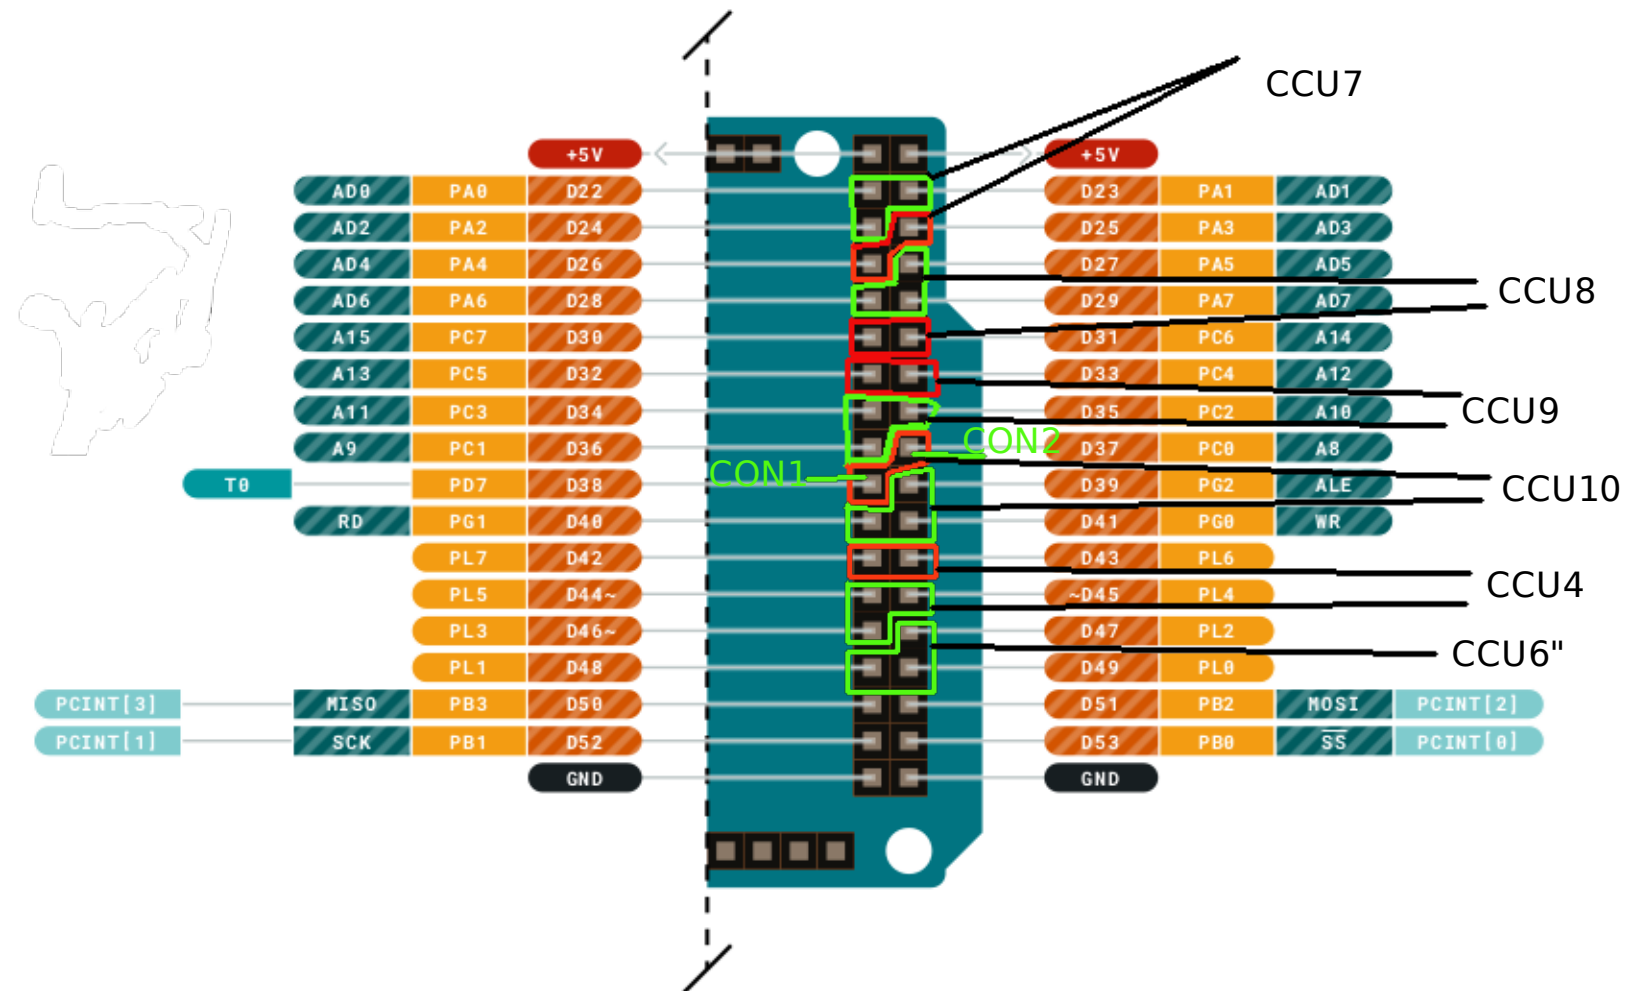 CCU7
+5V +5V
AD0 PA0 D22 D23 PA1 AD1
AD2 PA2 D24 D25 PA3 AD3
AD4 PA4 D26 D27 PA5 AD5
CCU8
AD6 PA6 D28 D29 PA7 AD7
A15 PC7 D30 D31 PC6 A14
A13 PC5 D32 D33 PC4 A12
A11 PC3 D34 D35 PC2 A10 CCU9
A9 PC1 D36 CON2 D37 PC0 A8
T0 PD7 D38 CON1 D39 PG2 ALE CCU10
RD PG1 D40 D41 PG0 WR
PL7 D42 D43 PL6
PL5 D44~ ~D45 PL4 CCU4
PL3 D46~ D47 PL2
PL1 D48 D49 PL0 CCU6"
PCINT[3] MISO PB3 D50 D51 PB2 MOSI PCINT[2]
PCINT[1] SCK PB1 D52 D53 PB0 SS PCINT[0]
GND GND